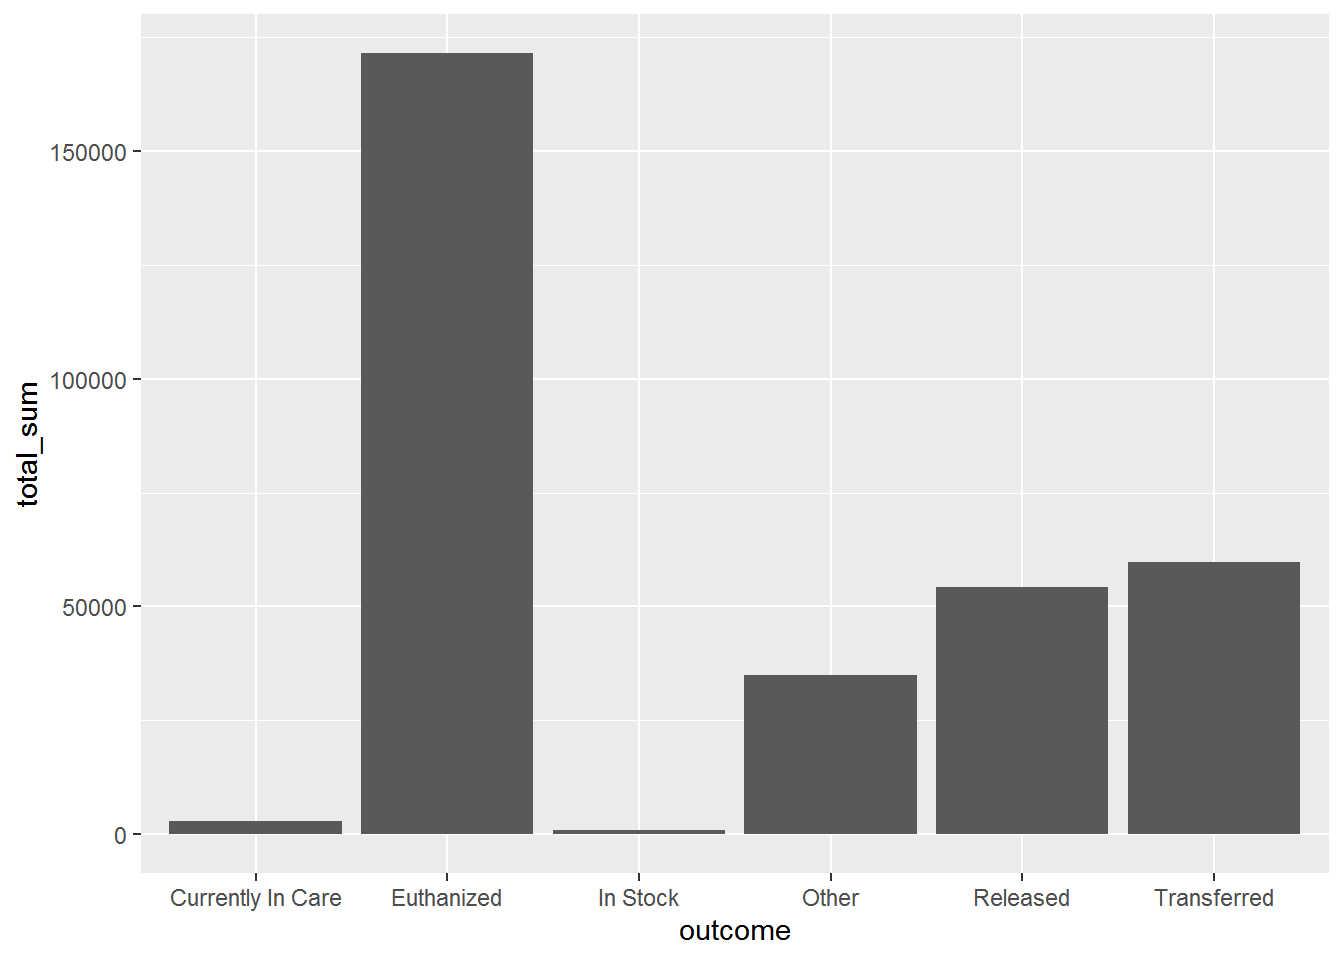 total_sum
150000
100000
50000
0
Currently In Care
Euthanized
In Stock
Other
Released
Transferred
outcome